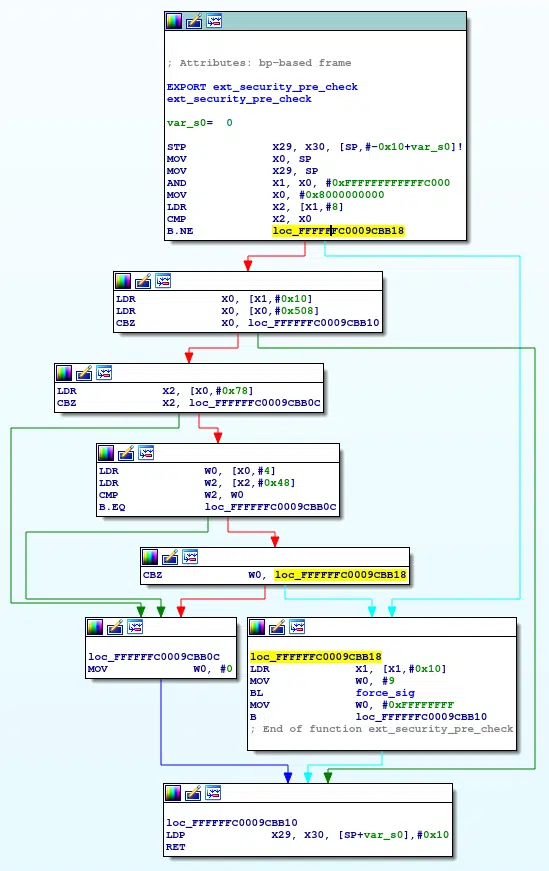 ; Attributes: bp-based frame
EXPORT ext_security_pre_check
ext_security_pre_check
var_s0= 0
STP X29, X30, [SP,#-0x10+var_s0]!
MOV X0, SP
MOV X29, SP
AND X1, X0, #0xFFFFFFFFFFFFC000
MOV X0, #0x8000000000
LDR X2, [X1,#8]
CMP X2, X0
B.NE loc_FFFFFFC0009CBB18
LDR X0, [X1,#0x10]
LDR X0, [X0,#0x508]
CBZ X0, loc_FFFFFFC0009CBB10
LDR X2, [X0,#0x78]
CBZ X2, loc_FFFFFFC0009CBB0C
LDR W0, [X0,#4]
LDR W2, [X2,#0x48]
CMP W2, W0
B.EQ loc_FFFFFFC0009CBB0C
CBZ W0, loc_FFFFFFC0009CBB18
loc_FFFFFFC0009CBB0C
MOV W0, #0
loc_FFFFFFC0009CBB18
LDR X1, [X1,#0x10]
MOV W0, #9
BL force_sig
MOV W0, #0xFFFFFFFF
B loc_FFFFFFC0009CBB10
; End of function ext_security_pre_check
loc_FFFFFFC0009CBB10
LDP X29, X30, [SP+var_s0],#0x10
RET